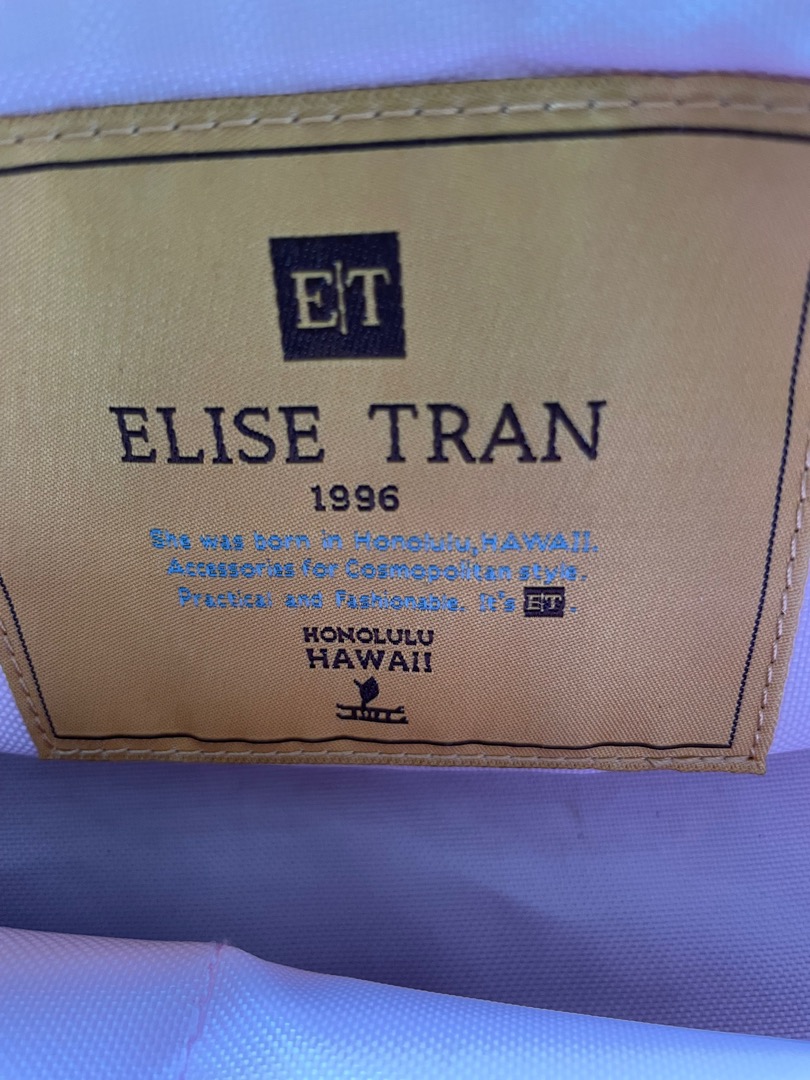 E|T
ELISE TRAN
1996
She was born in Honolulu, HAWAII.
Accessories for Cosmopolitan style.
Practical and Fashionable. It's E|T.
HONOLULU
HAWAII